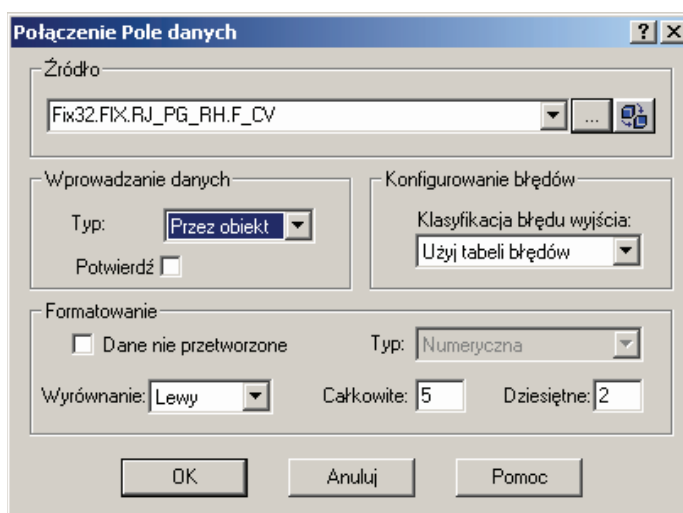 Połączenie Pole danych
Źródło
Fix32.FIX.RJ_PG_RH.F_CV
...
Wprowadzanie danych
Typ: Przez obiekt
Potwierdź
Konfigurowanie błędów
Klasyfikacja błędu wyjścia:
Użyj tabeli błędów
Formatowanie
Dane nie przetworzone
Typ: Numeryczna
Wyrównanie: Lewy
Całkowite: 5
Dziesiętne: 2
OK
Anuluj
Pomoc